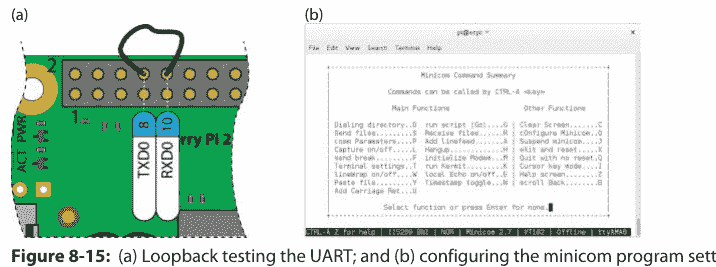 (a)
(b)
pi@erpi ~
File Edit View Search Terminal Help
2
1
ACT PWR
TXD0 8
RXD0 10
rry Pi 2
Minicom Command Summary
Commands can be called by CTRL-A <key>
Main Functions Other Functions
Dialing directory..D run script (Go)....G | Clear Screen.......C
Send files.........S Receive files......R | cOnfigure Minicom..O
comm Parameters....P Add linefeed.......A | Suspend minicom....J
Capture on/off.....L Hangup.............H | eXit and reset.....X
send break.........F initialize Modem...M | Quit with no reset.Q
Terminal settings..T run Kermit.........K | Cursor key mode....I
lineWrap on/off....W local Echo on/off..E | Help screen........Z
Paste file.........Y Timestamp toggle...N | scroll Back........B
Add Carriage Ret...U
Select function or press Enter for none.
CTRL-A Z for help | 115200 8N1 | NOR | Minicom 2.7 | VT102 | Offline | ttyAMA0
Figure 8-15: (a) Loopback testing the UART; and (b) configuring the minicom program sett